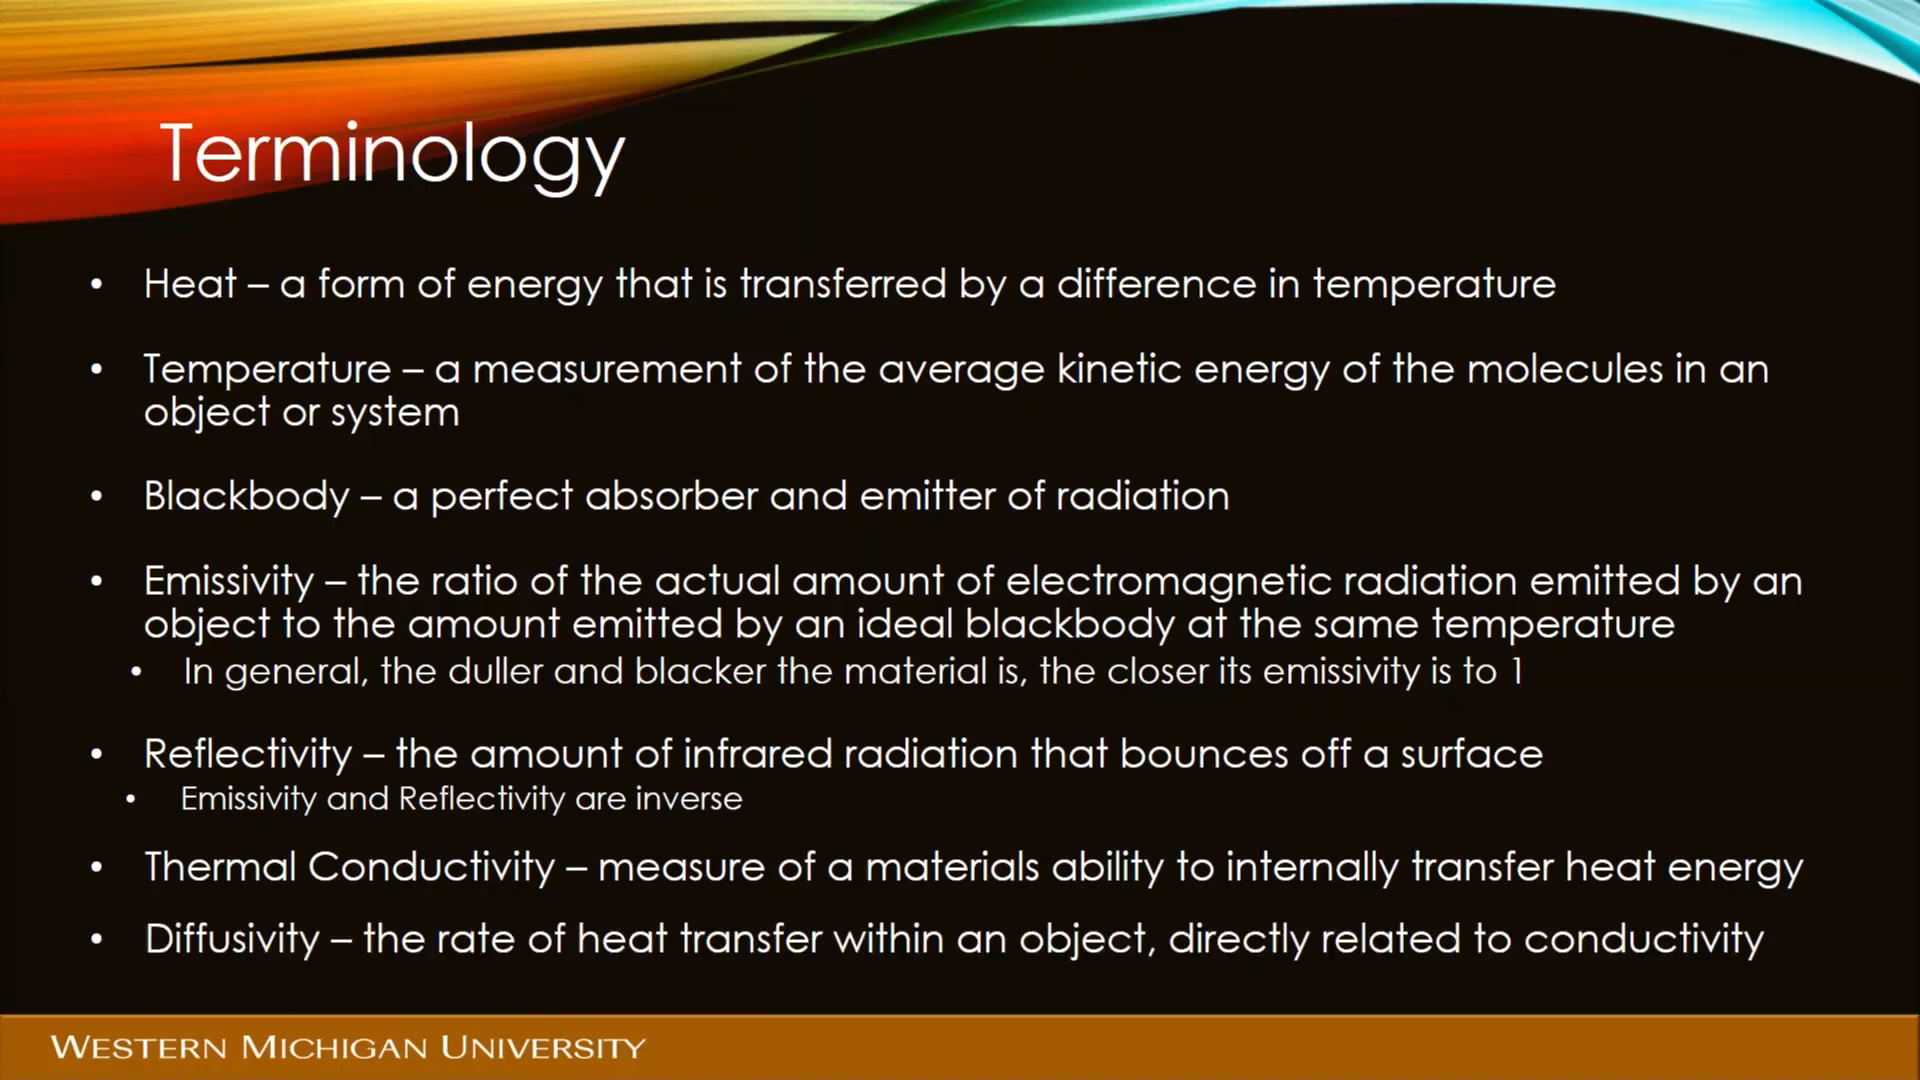 Terminology
• Heat – a form of energy that is transferred by a difference in temperature
• Temperature – a measurement of the average kinetic energy of the molecules in an
object or system
• Blackbody – a perfect absorber and emitter of radiation
• Emissivity – the ratio of the actual amount of electromagnetic radiation emitted by an
object to the amount emitted by an ideal blackbody at the same temperature
• In general, the duller and blacker the material is, the closer its emissivity is to 1
• Reflectivity – the amount of infrared radiation that bounces off a surface
• Emissivity and Reflectivity are inverse
• Thermal Conductivity – measure of a materials ability to internally transfer heat energy
• Diffusivity – the rate of heat transfer within an object, directly related to conductivity
WESTERN MICHIGAN UNIVERSITY